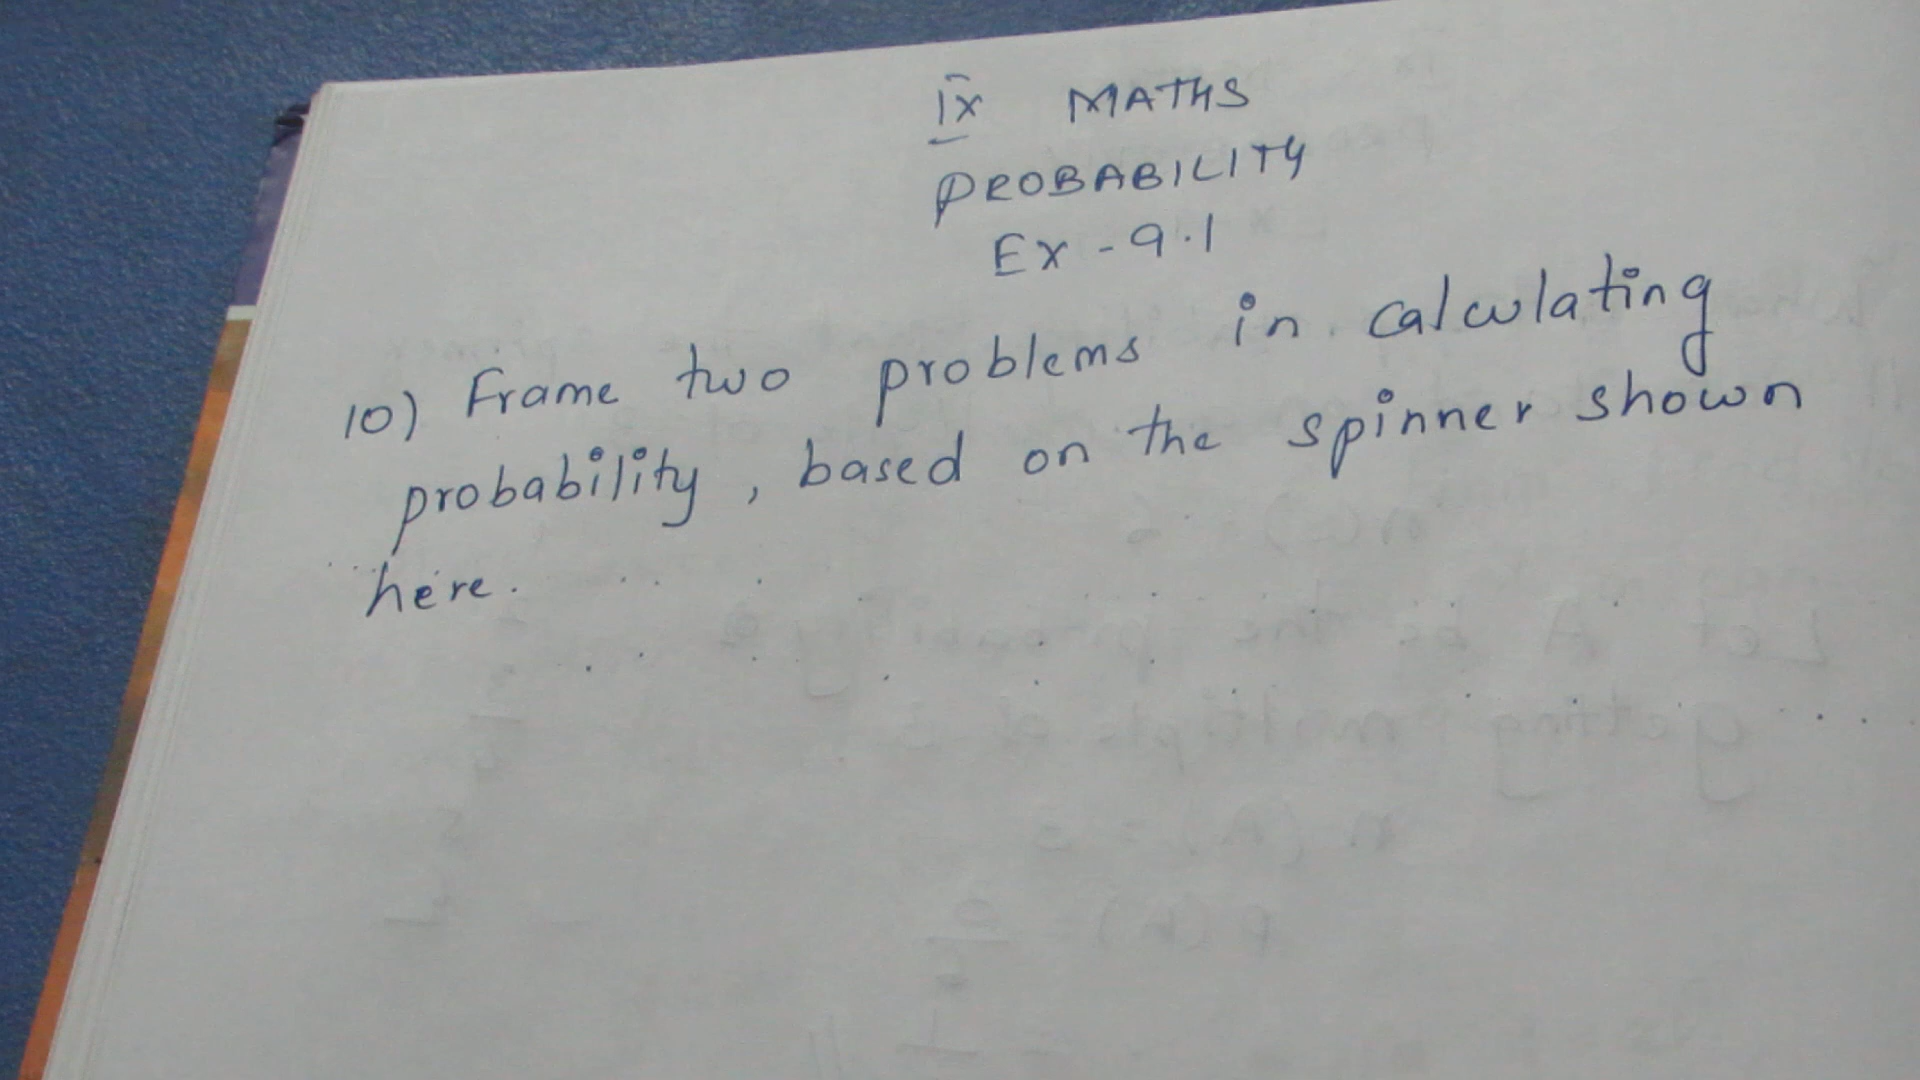 IX MATHS
PROBABILITY
Ex - 9.1
10) Frame two problems in calculating
probability, based on the spinner shown
here.